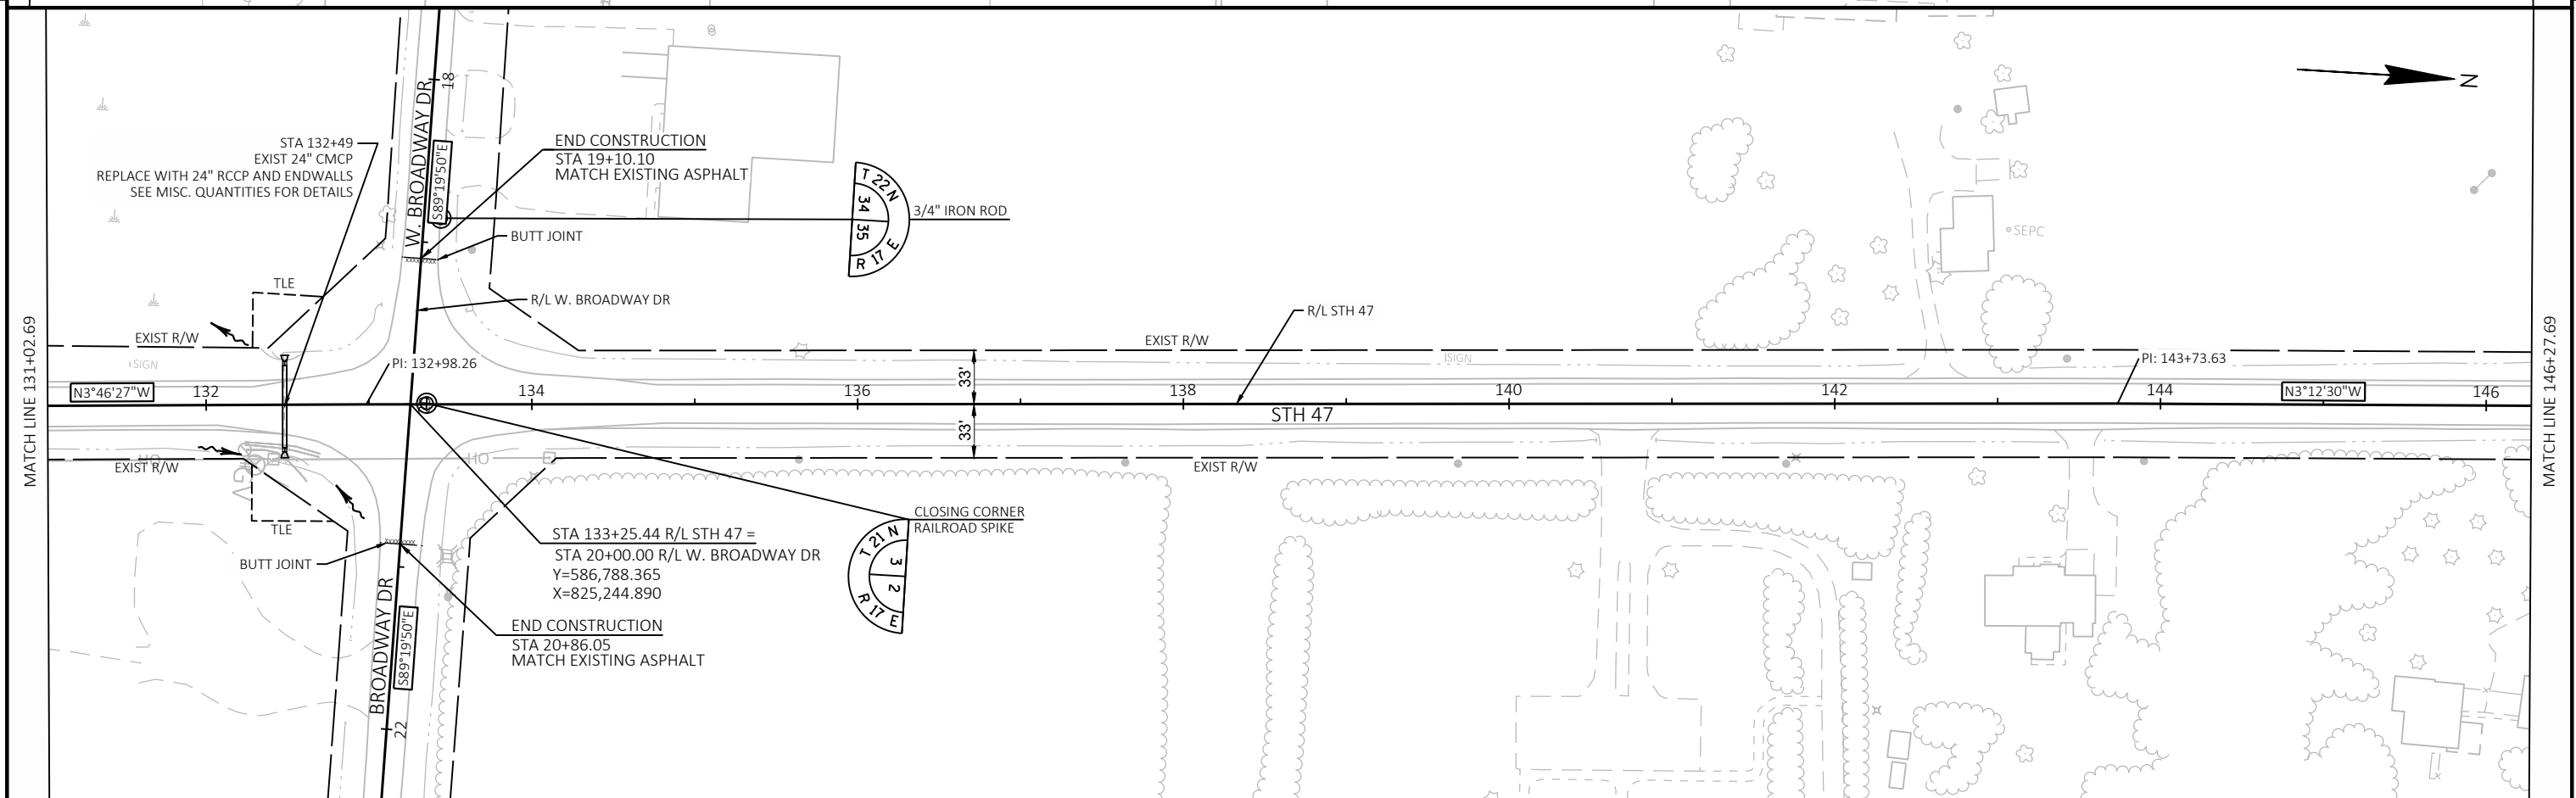 MATCH LINE 131+02.69
STA 132+49
EXIST 24" CMCP
REPLACE WITH 24" RCCP AND ENDWALLS
SEE MISC. QUANTITIES FOR DETAILS
18
W. BROADWAY DR
S89°19'50"E
END CONSTRUCTION
STA 19+10.10
MATCH EXISTING ASPHALT
BUTT JOINT
R/L W. BROADWAY DR
T 22 N
34
35
R 17 E
3/4" IRON ROD
N
SEPC
TLE
EXIST R/W
SIGN
PI: 132+98.26
EXIST R/W
R/L STH 47
SIGN
PI: 143+73.63
N3°46'27"W
132
134
136
138
140
142
144
N3°12'30"W
146
33'
33'
STH 47
HO
HO
EXIST R/W
EXIST R/W
TLE
BUTT JOINT
STA 133+25.44 R/L STH 47 =
STA 20+00.00 R/L W. BROADWAY DR
Y=586,788.365
X=825,244.890
CLOSING CORNER
RAILROAD SPIKE
T 21 N
3
2
R 17 E
END CONSTRUCTION
STA 20+86.05
MATCH EXISTING ASPHALT
BROADWAY DR
S89°19'50"E
22
MATCH LINE 146+27.69